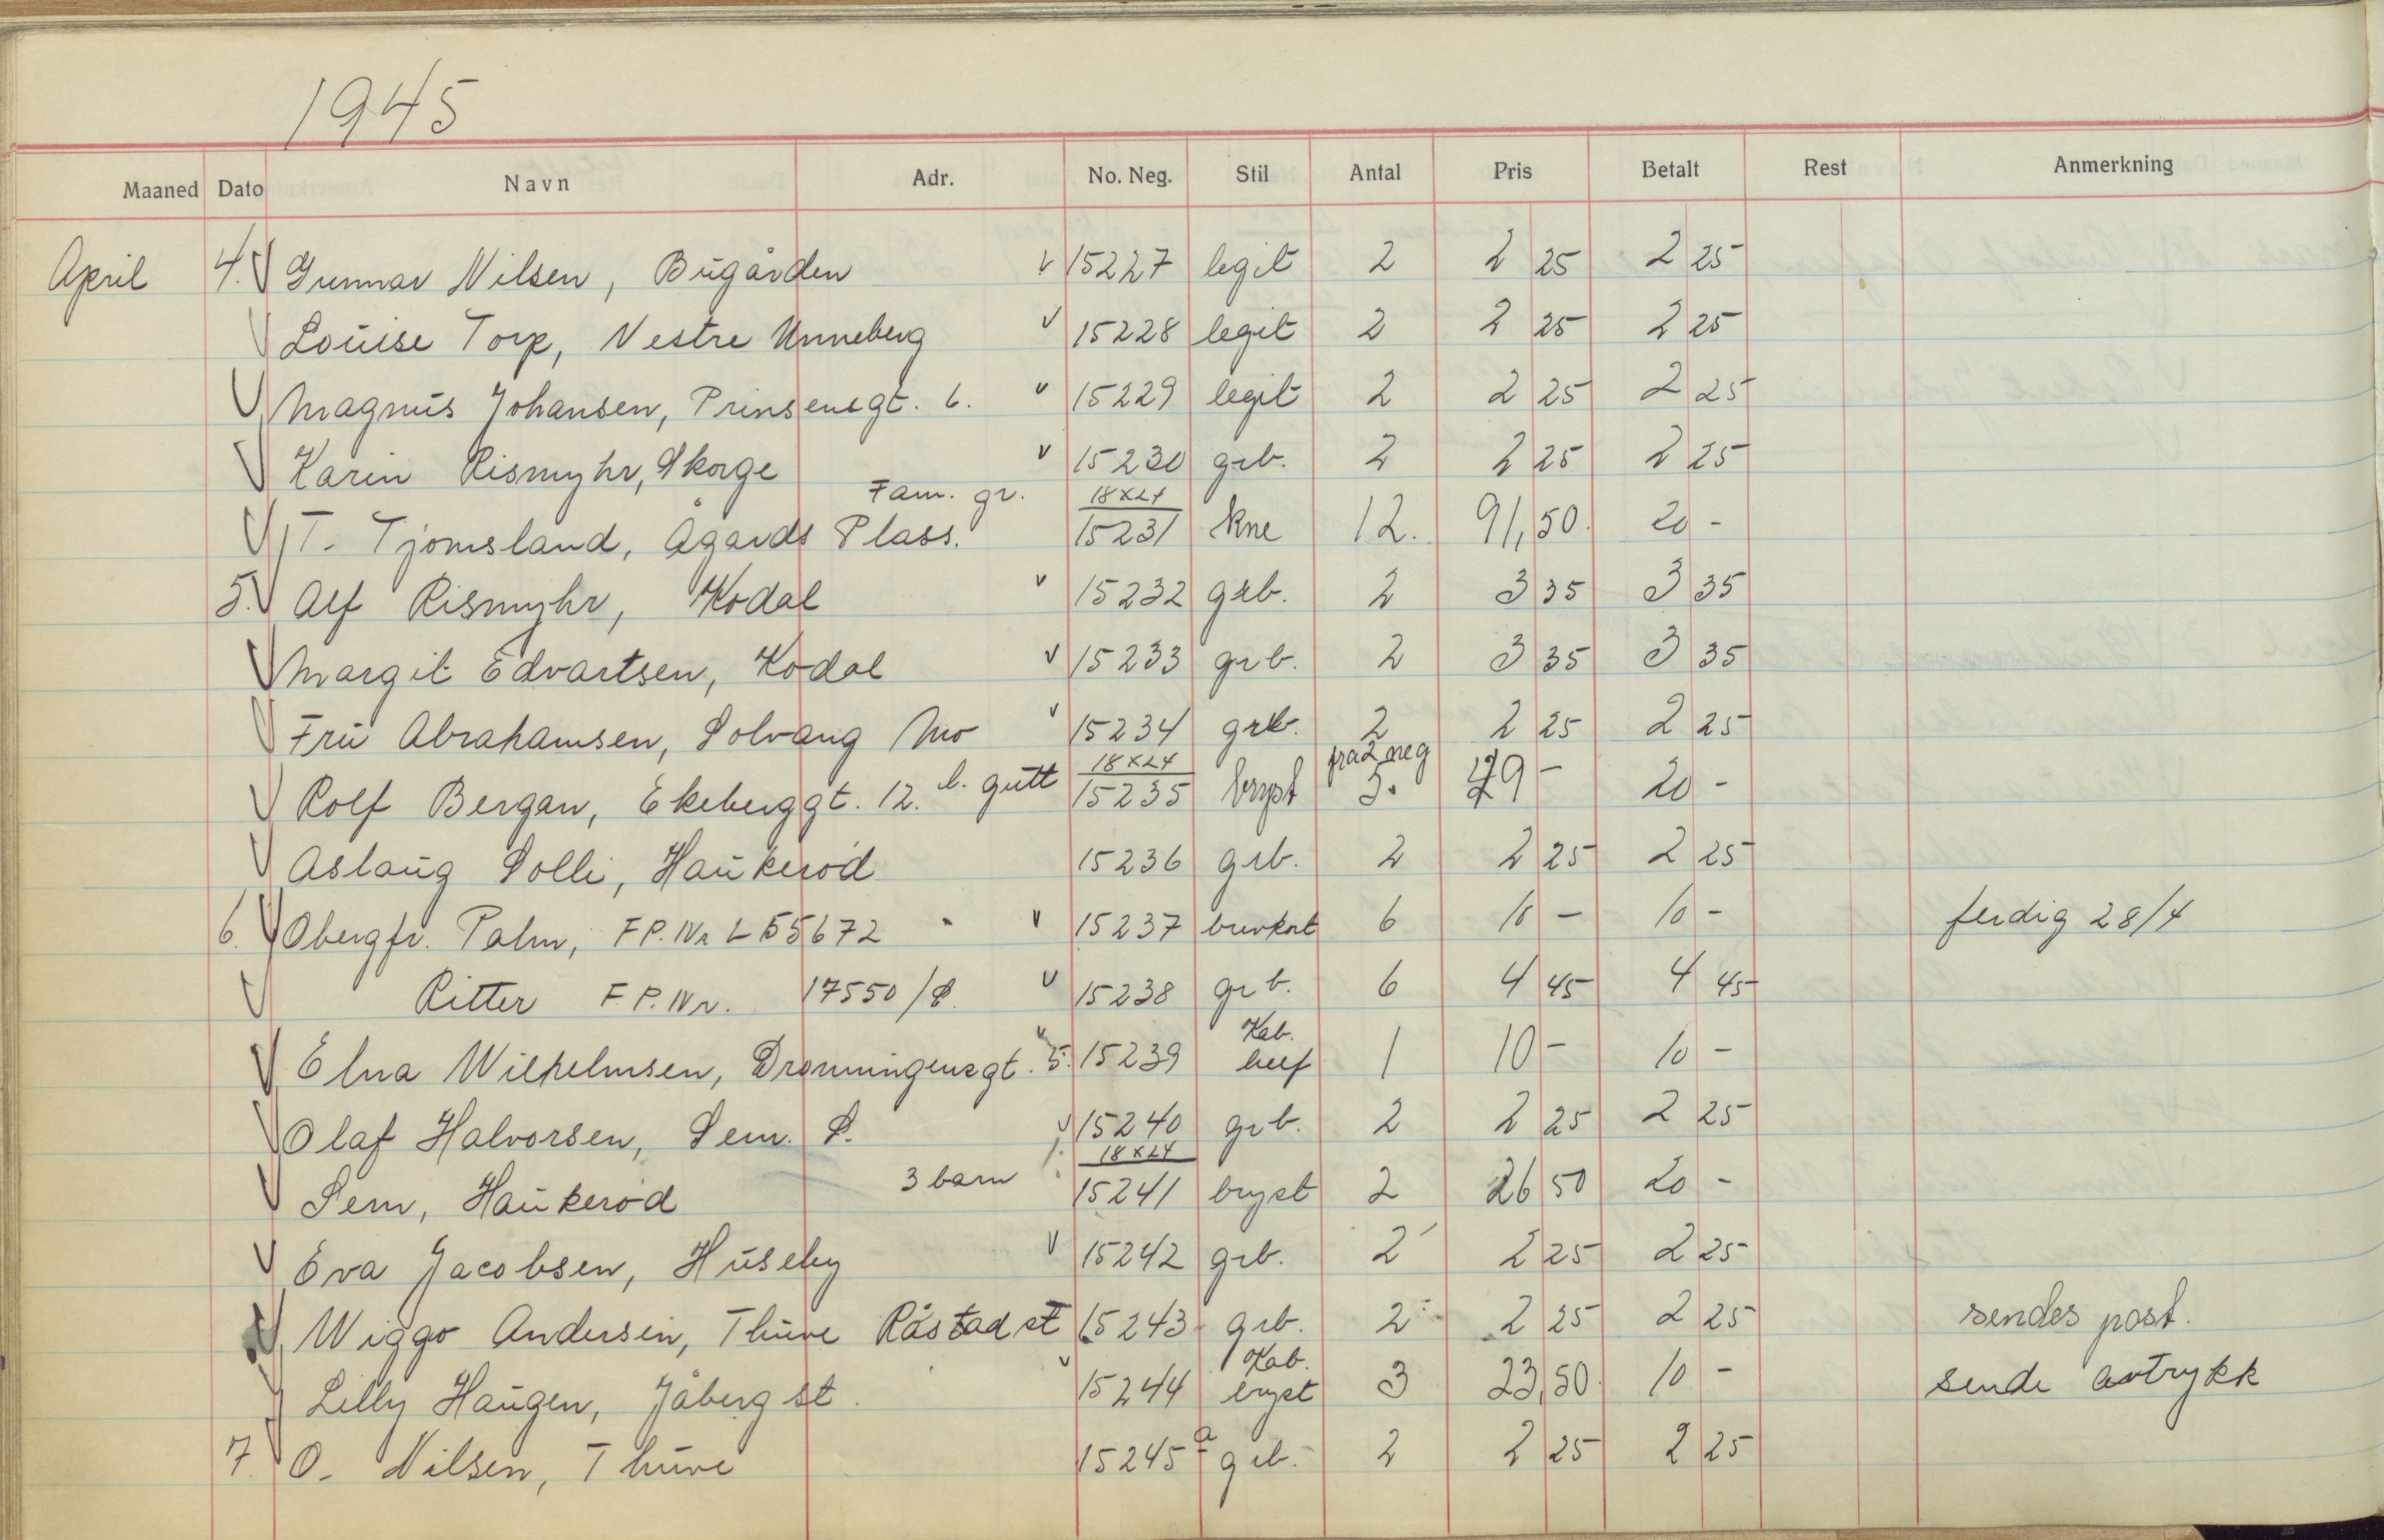 1945
Maaned Dato Navn Adr. No. Neg. Stil Antal Pris Betalt Rest Anmerkning
April 4. Gunnar Nilsen, Bugården v 15227 legit 2 2 25 2 25
Louise Torp, Vestre Unneberg v 15228 legit 2 2 25 2 25
Magnus Johansen, Prinsensgt. 6. v 15229 legit 2 2 25 2 25
Karin Rismyhr, Skorge v 15230 grb. 2 2 25 2 25
Fam. gr. 18x24
T. Tjomsland, Ågards Plass. 15231 kne 12. 91,50. 20 -
5. Alf Rismyhr, Kodal v 15232 grb. 2 3 35 3 35
Margit Edvartsen, Kodal v 15233 grb. 2 3 35 3 35
Fru Abrahamsen, Solvang Mo v 15234 grb. 2 2 25 2 25
18x24 fra 2 neg
Rolf Bergan, Ekeberggt. 12. l. gutt 15235 bryst 3. 49 - 20 -
Aslaug Solli, Haukerød 15236 grb. 2 2 25 2 25
6. Obergfr. Palm, F P. Nr L 55672 v 15237 brevkort 6 10 - 10 - ferdig 28/4
Ritter F P. Nr. 17550/S. v 15238 grb. 6 4 45 4 45
Kab.
Elna Wilhelmsen, Dronningensgt. 5. v 15239 helf 1 10 - 10 -
Olaf Halvorsen, Sem. S. v 15240 grb. 2 2 25 2 25
3 barn 18x24
Sem, Haukerød 15241 bryst 2 26 50 20 -
Eva Jacobsen, Huseby v 15242 grb. 2 2 25 2 25
Wiggo Andersen, Thuve Råstad st 15243 grb. 2 2 25 2 25 sendes post.
Kab.
Lilly Haugen, Jåberg st. v 15244 bryst 3 23,50. 10 - sende avtrykk
7. O. Nilsen, Thuve 15245 a grb. 2 2 25 2 25